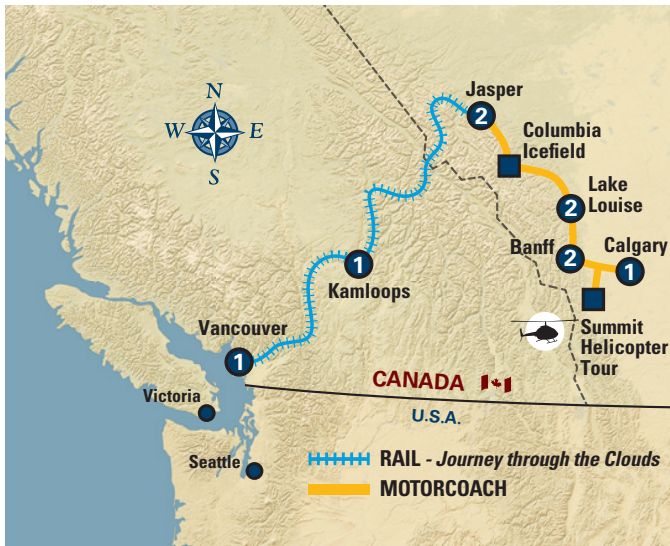 N
W
E
S
Jasper
2
Columbia
Icefield
Lake
Louise
2
Banff
2
Calgary
1
1
Kamloops
Summit
Helicopter
Tour
Vancouver
1
CANADA
U.S.A.
Victoria
Seattle
RAIL - Journey through the Clouds
MOTORCOACH